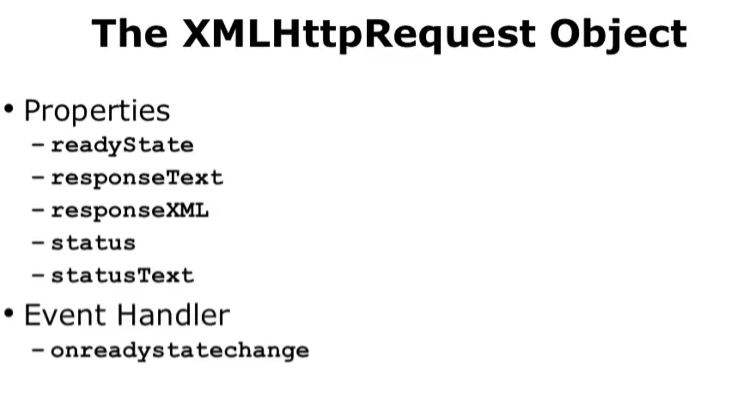 The XMLHttpRequest Object
• Properties
– readyState
– responseText
– responseXML
– status
– statusText
• Event Handler
– onreadystatechange